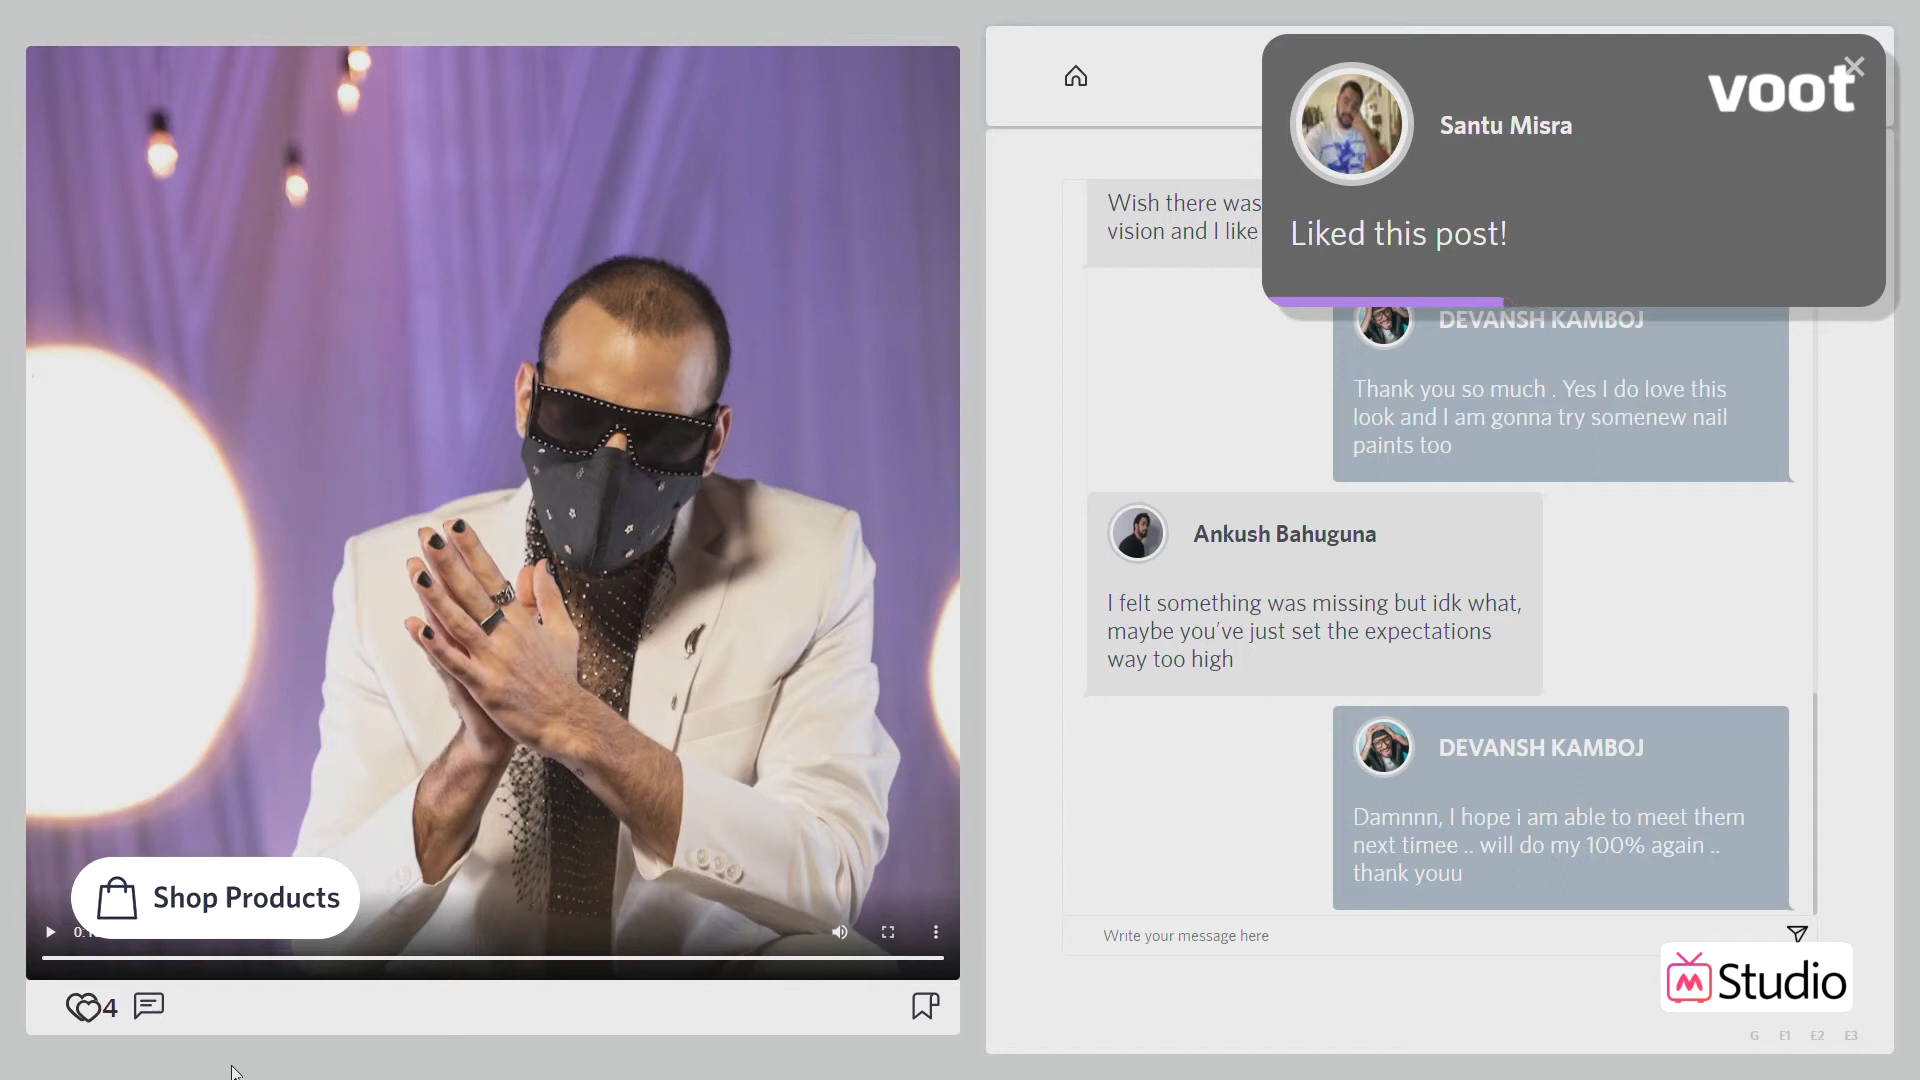 voot
Santu Misra
Liked this post!
Wish there was
vision and I like
DEVANSH KAMBOJ
Thank you so much . Yes I do love this
look and I am gonna try somenew nail
paints too
Ankush Bahuguna
I felt something was missing but idk what,
maybe you've just set the expectations
way too high
DEVANSH KAMBOJ
Damnnn, I hope i am able to meet them
next timee .. will do my 100% again ..
thank youu
Write your message here
Studio
G E1 E2 E3
Shop Products
0:
4